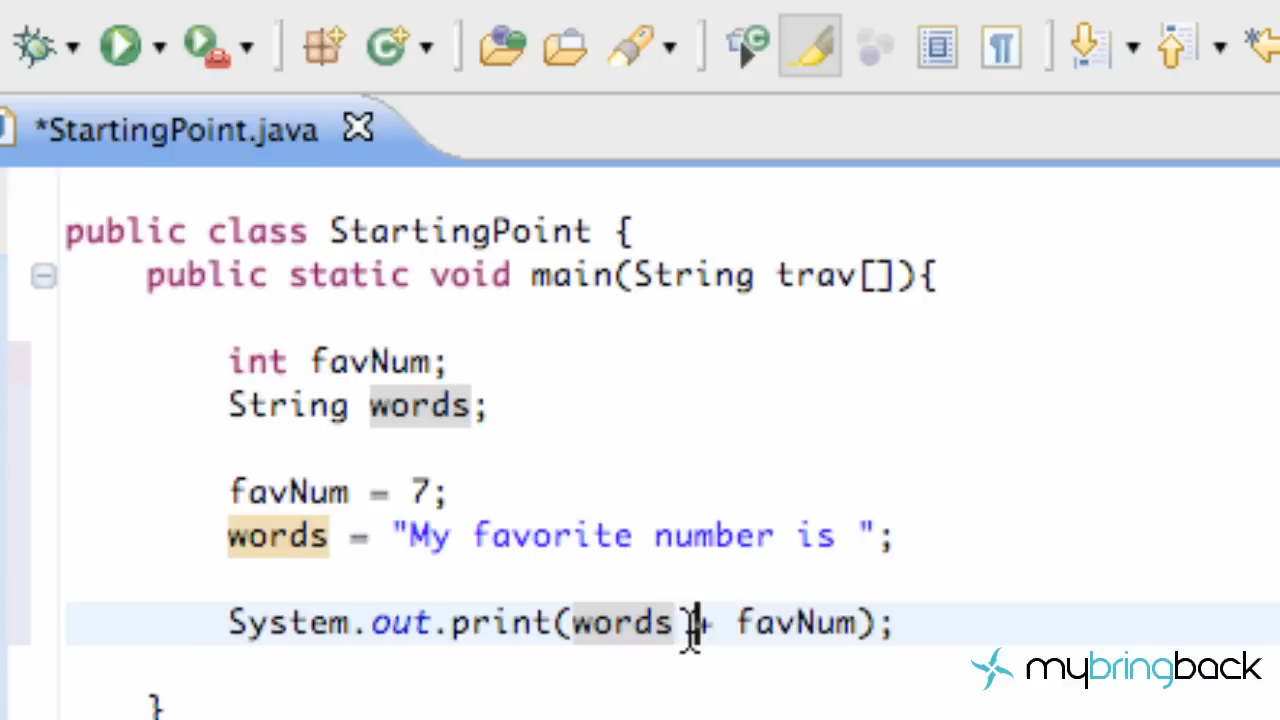 *StartingPoint.java
public class StartingPoint {
public static void main(String trav[]){
int favNum;
String words;
favNum = 7;
words = "My favorite number is ";
System.out.print(words + favNum);
}
mybringback